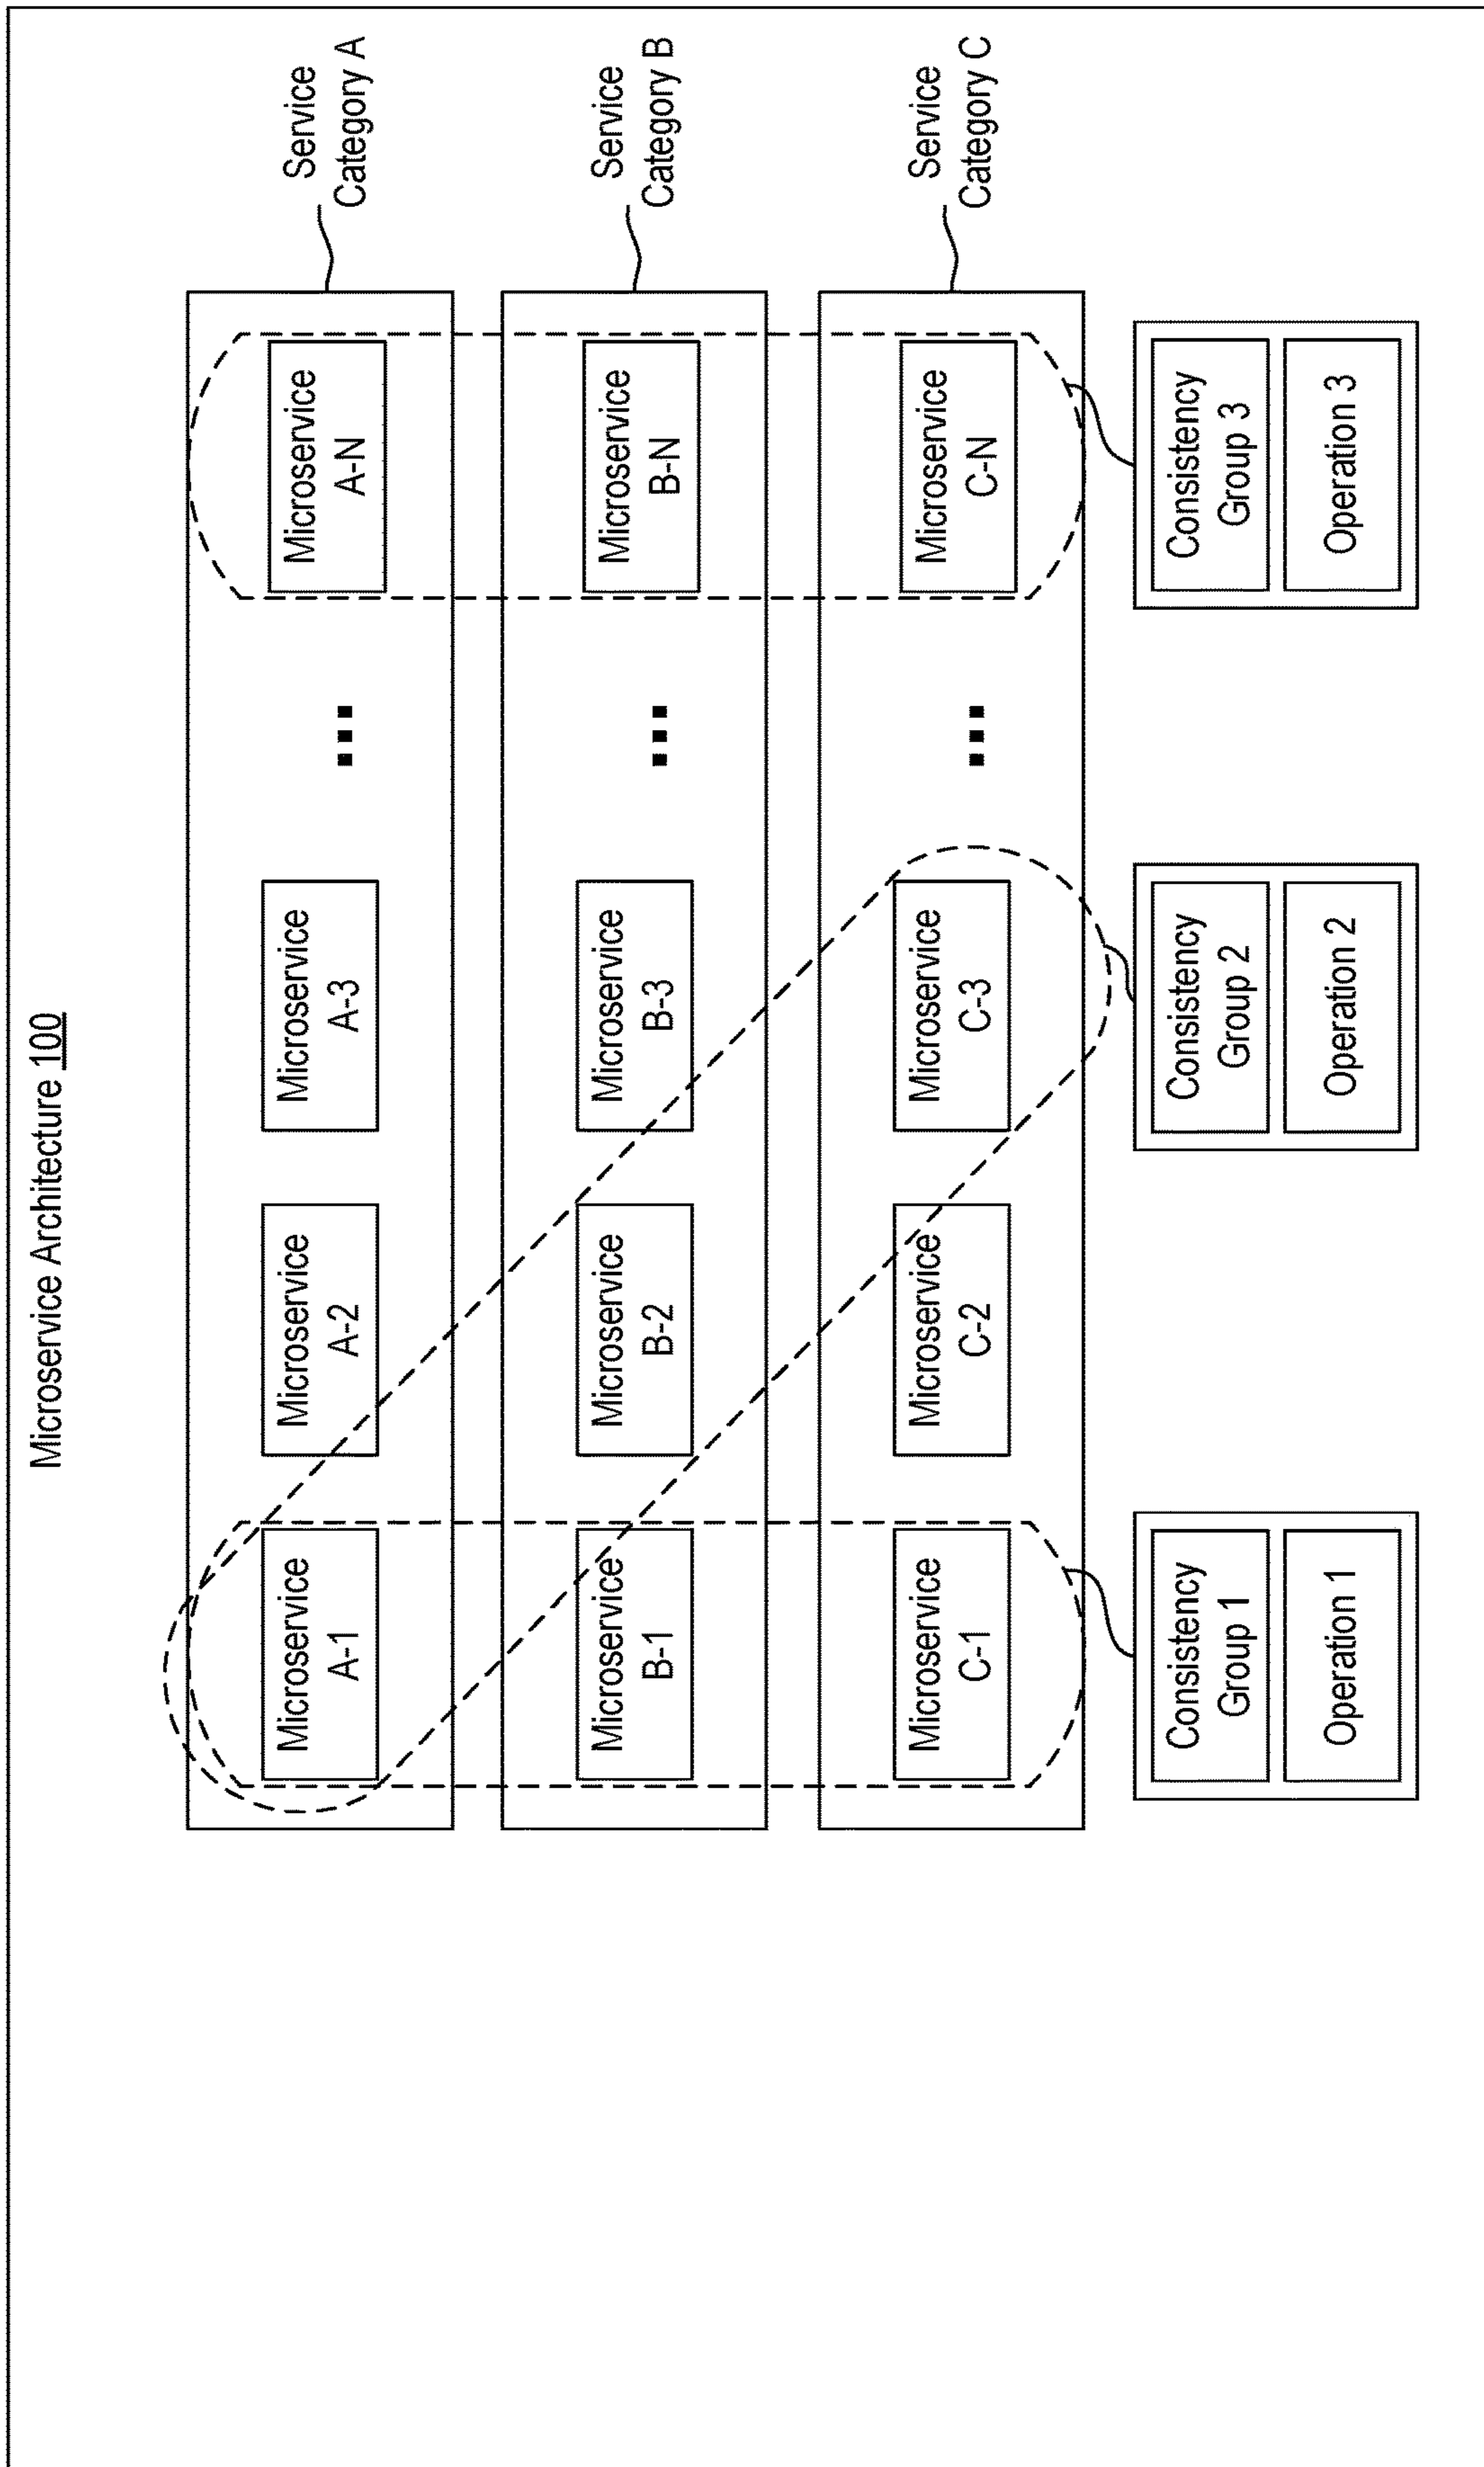 Microservice Architecture 100
Service
Category A
Microservice
A-1
Microservice
A-2
Microservice
A-3
...
Microservice
A-N
Service
Category B
Microservice
B-1
Microservice
B-2
Microservice
B-3
...
Microservice
B-N
Service
Category C
Microservice
C-1
Microservice
C-2
Microservice
C-3
...
Microservice
C-N
Consistency
Group 1
Operation 1
Consistency
Group 2
Operation 2
Consistency
Group 3
Operation 3